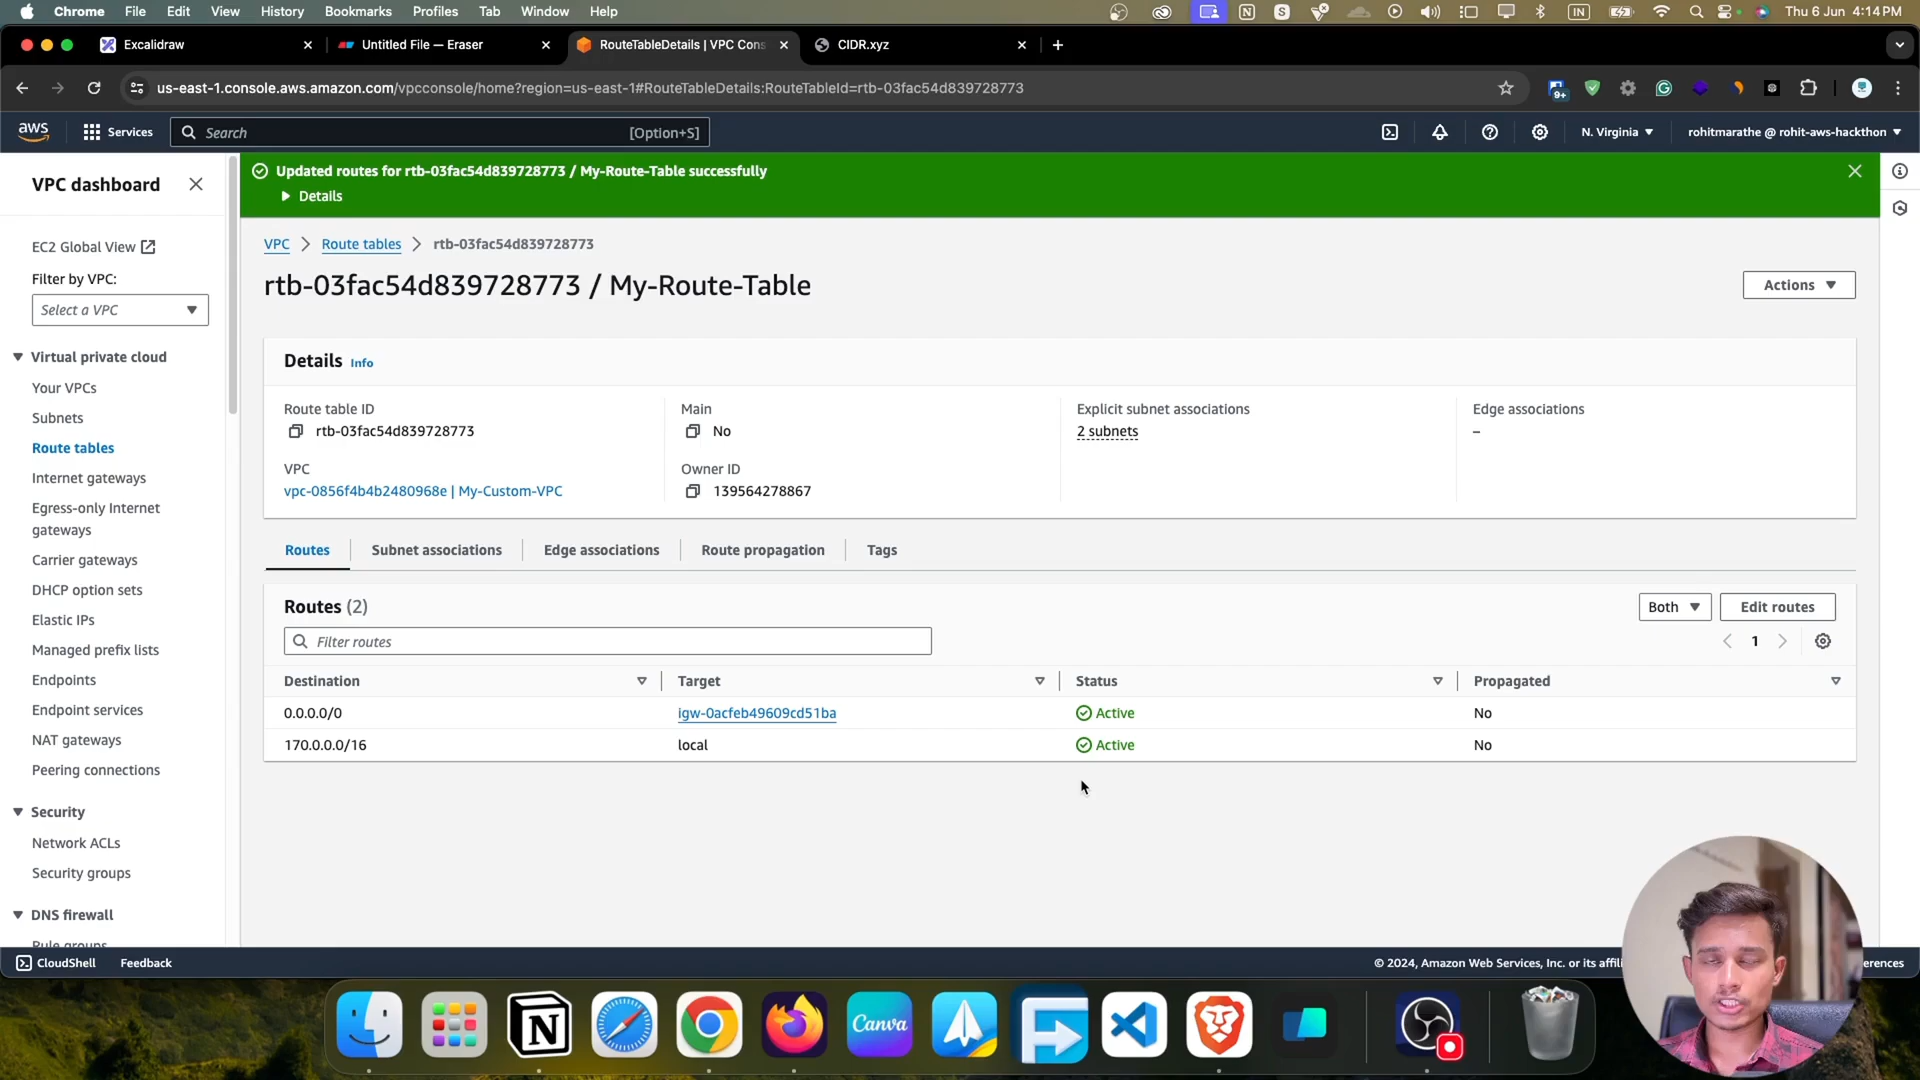 Chrome File Edit View History Bookmarks Profiles Tab Window Help IN Thu 6 Jun 4:14 PM
Excalidraw Untitled File — Eraser RouteTableDetails | VPC Cons CIDR.xyz
us-east-1.console.aws.amazon.com/vpcconsole/home?region=us-east-1#RouteTableDetails:RouteTableId=rtb-03fac54d839728773 9+
aws Services Search [Option+S] N. Virginia rohitmarathe @ rohit-aws-hackthon
VPC dashboard
EC2 Global View
Filter by VPC:
Select a VPC
Virtual private cloud
Your VPCs
Subnets
Route tables
Internet gateways
Egress-only Internet
gateways
Carrier gateways
DHCP option sets
Elastic IPs
Managed prefix lists
Endpoints
Endpoint services
NAT gateways
Peering connections
Security
Network ACLs
Security groups
DNS firewall
Rule groups
Updated routes for rtb-03fac54d839728773 / My-Route-Table successfully
Details
VPC Route tables rtb-03fac54d839728773
rtb-03fac54d839728773 / My-Route-Table
Actions
Details Info
Route table ID
rtb-03fac54d839728773
Main
No
Explicit subnet associations
2 subnets
Edge associations
–
VPC
vpc-0856f4b4b2480968e | My-Custom-VPC
Owner ID
139564278867
Routes Subnet associations Edge associations Route propagation Tags
Routes (2)
Both Edit routes
Filter routes
1
Destination Target Status Propagated
0.0.0.0/0 igw-0acfeb49609cd51ba Active No
170.0.0.0/16 local Active No
CloudShell Feedback © 2024, Amazon Web Services, Inc. or its affili erences
Canva